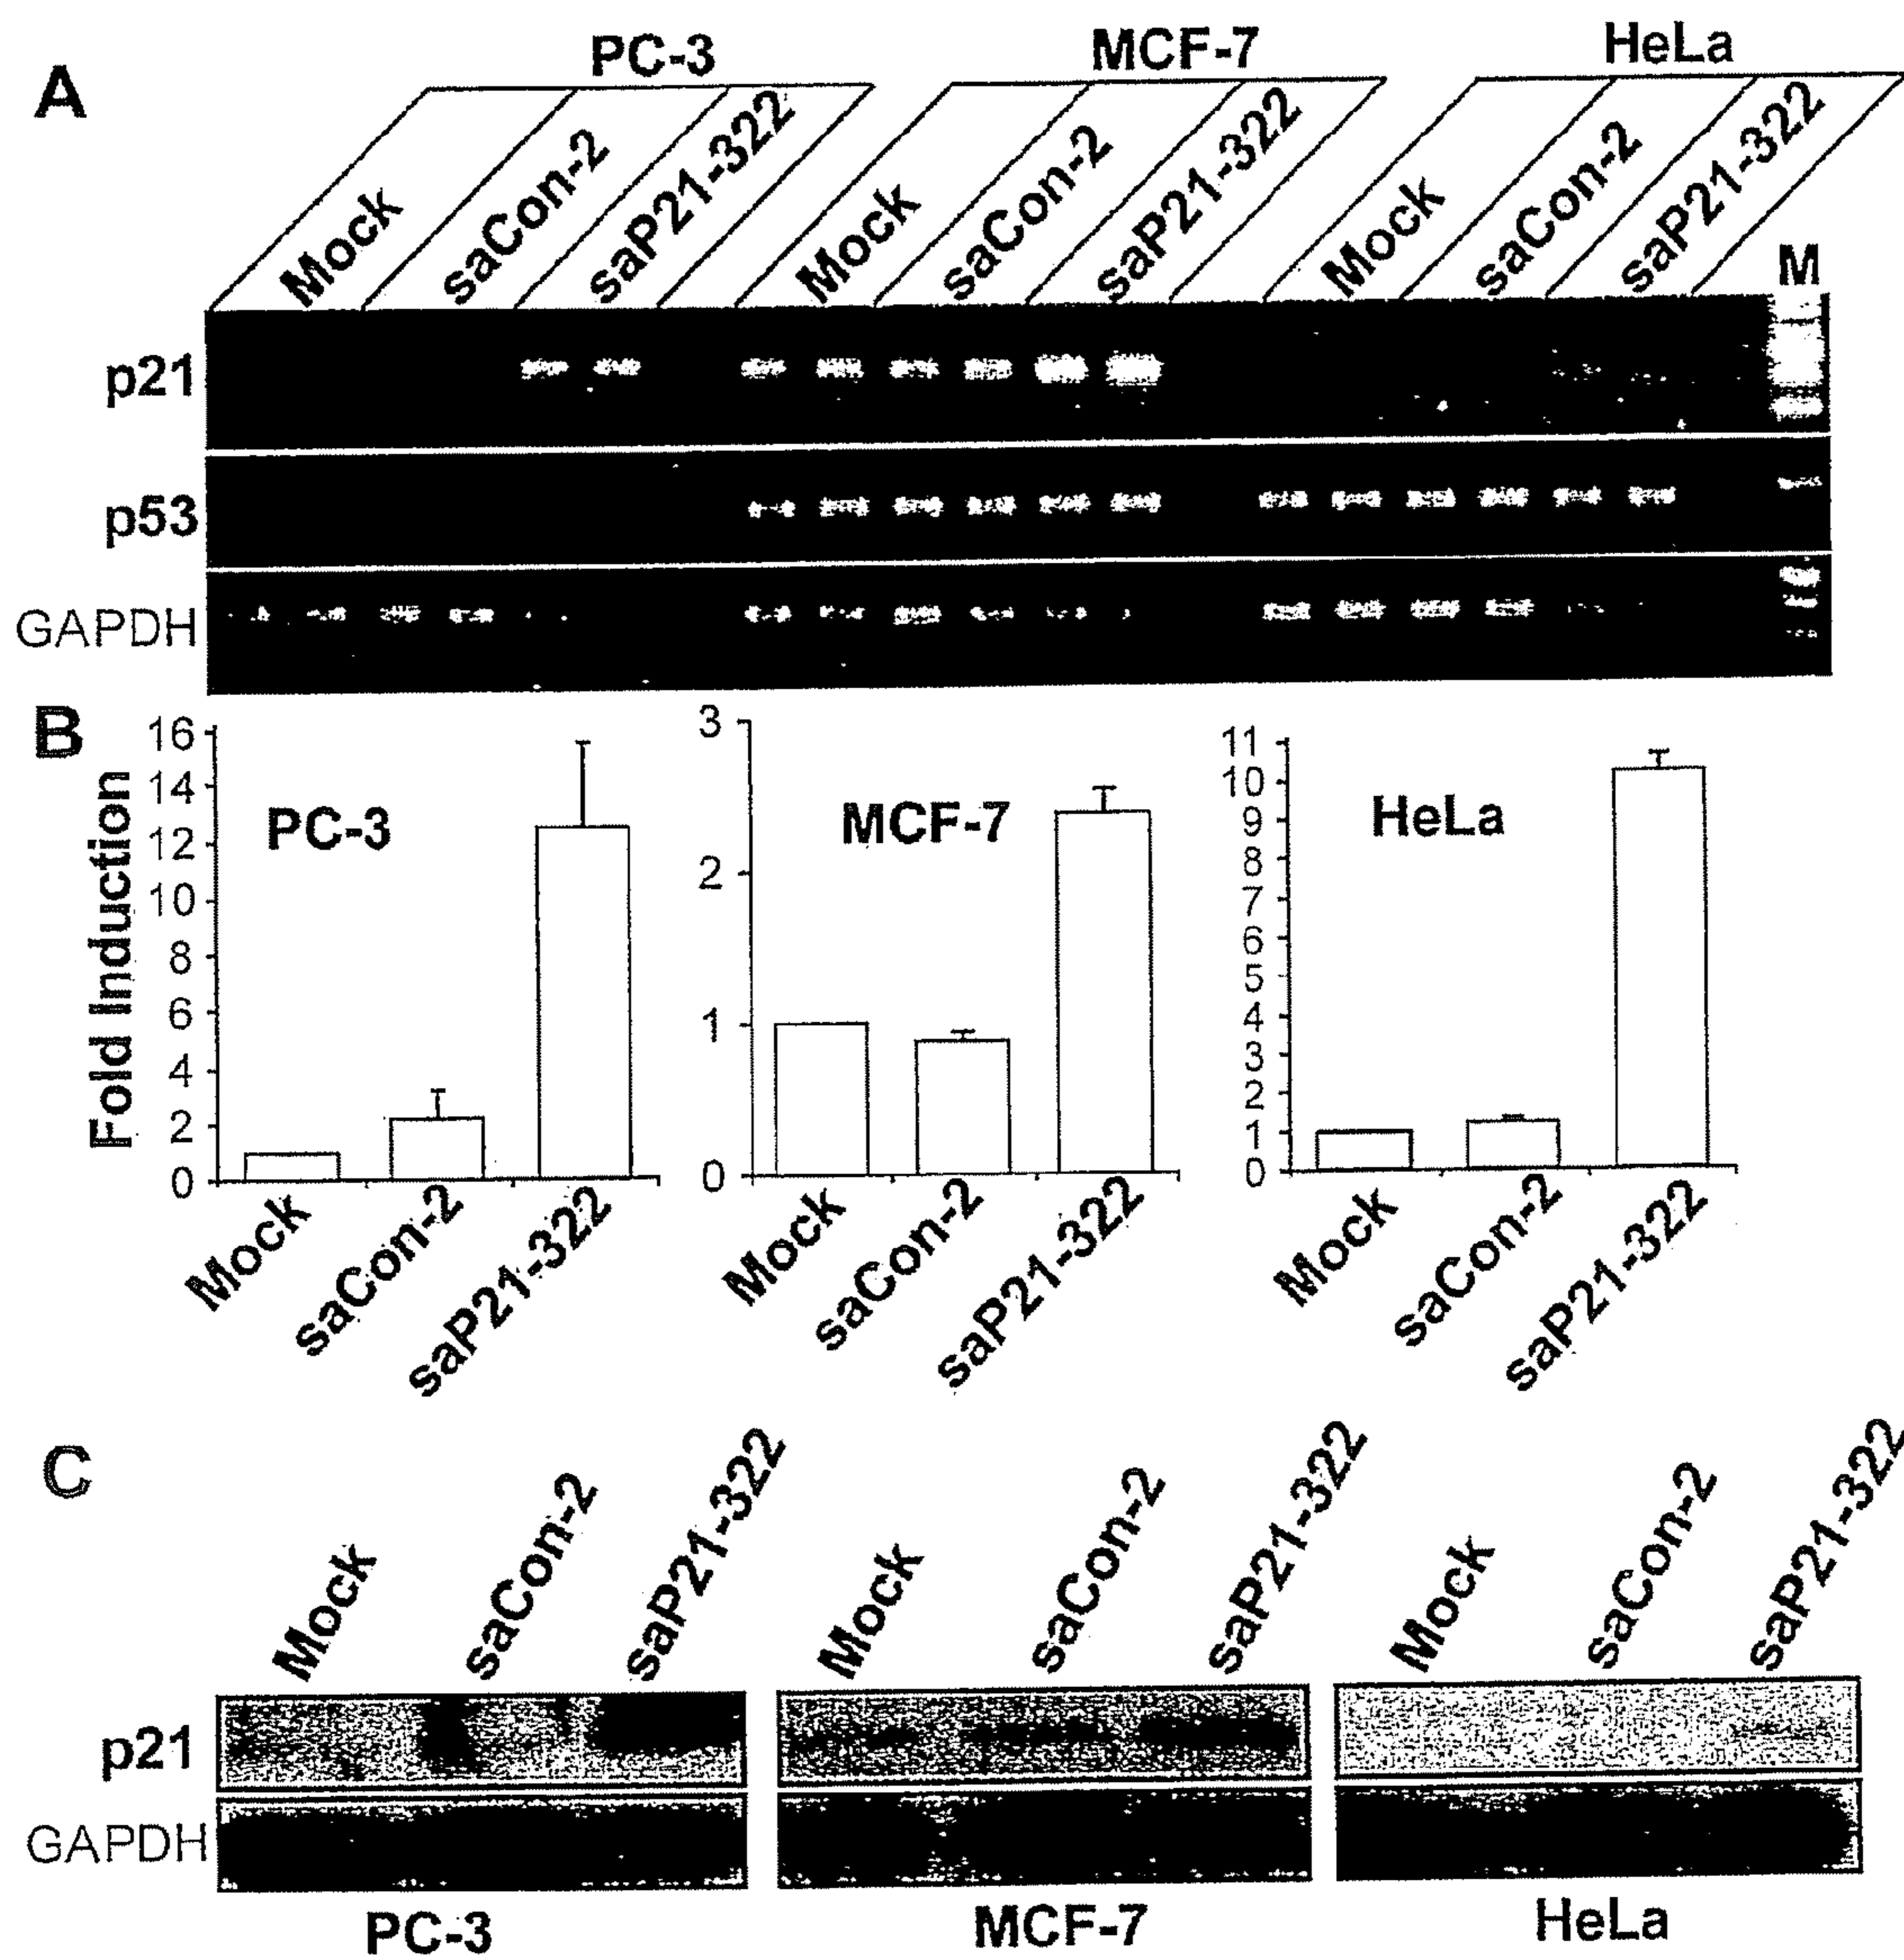 A
PC-3 MCF-7 HeLa
Mock saCon-2 saP21-322 Mock saCon-2 saP21-322 Mock saCon-2 saP21-322 M
p21
p53
GAPDH
B
Fold Induction
16
14
12
10
8
6
4
2
0
PC-3
Mock saCon-2 saP21-322
3
2
1
0
MCF-7
Mock saCon-2 saP21-322
11
10
9
8
7
6
5
4
3
2
1
0
HeLa
Mock saCon-2 saP21-322
C
Mock saCon-2 saP21-322 Mock saCon-2 saP21-322 Mock saCon-2 saP21-322
p21
GAPDH
PC-3 MCF-7 HeLa